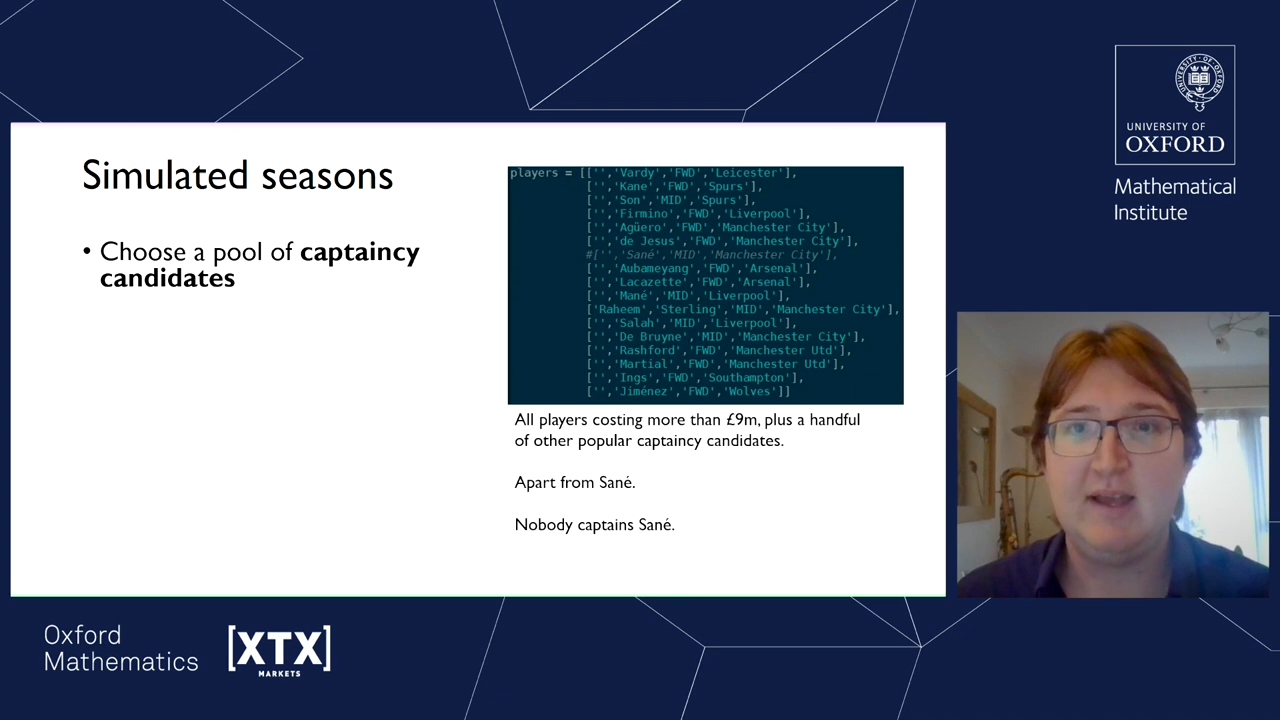 Simulated seasons
• Choose a pool of captaincy
candidates
players = [['','Vardy','FWD','Leicester'],
['','Kane','FWD','Spurs'],
['','Son','MID','Spurs'],
['','Firmino','FWD','Liverpool'],
['','Agüero','FWD','Manchester City'],
['','de Jesus','FWD','Manchester City'],
#['','Sané','MID','Manchester City'],
['','Aubameyang','FWD','Arsenal'],
['','Lacazette','FWD','Arsenal'],
['','Mané','MID','Liverpool'],
['Raheem','Sterling','MID','Manchester City'],
['','Salah','MID','Liverpool'],
['','De Bruyne','MID','Manchester City'],
['','Rashford','FWD','Manchester Utd'],
['','Martial','FWD','Manchester Utd'],
['','Ings','FWD','Southampton'],
['','Jiménez','FWD','Wolves']]
All players costing more than £9m, plus a handful
of other popular captaincy candidates.
Apart from Sané.
Nobody captains Sané.
UNIVERSITY OF
OXFORD
Mathematical
Institute
Oxford
Mathematics
[XTX]
MARKETS